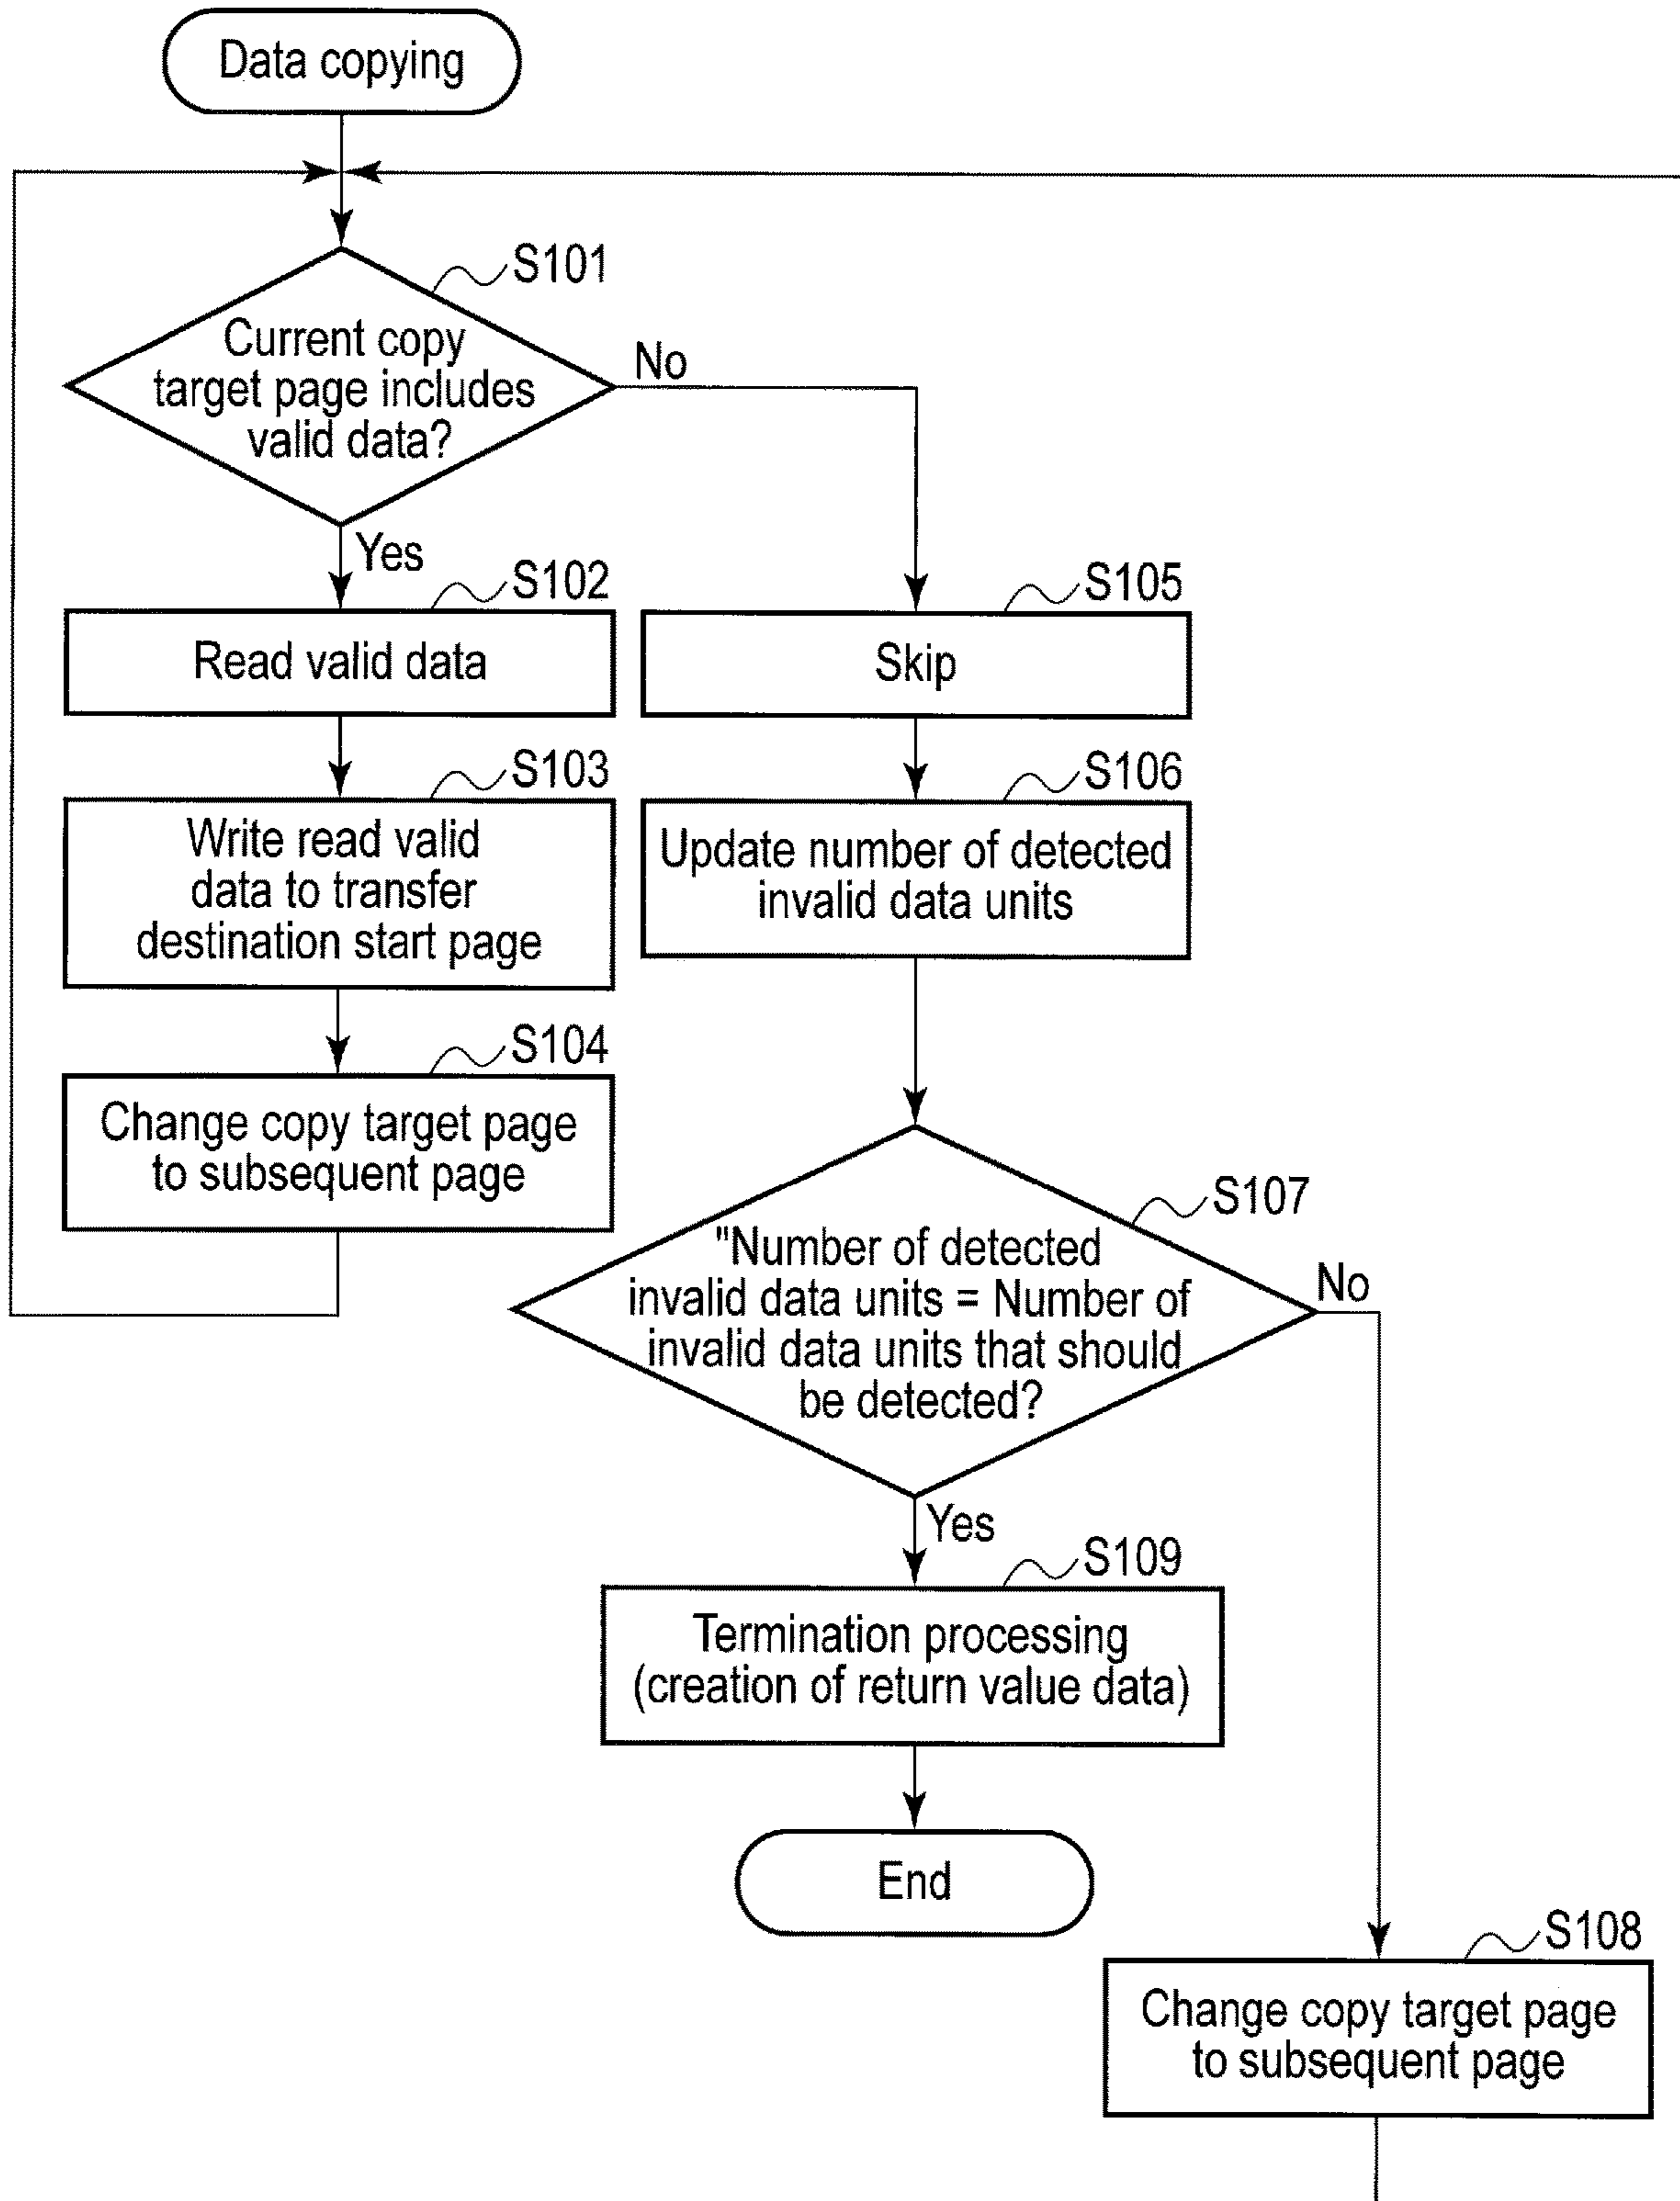 Data copying
S101
Current copy
target page includes
valid data?
No
Yes
S102
Read valid data
S105
Skip
S103
Write read valid
data to transfer
destination start page
S106
Update number of detected
invalid data units
S104
Change copy target page
to subsequent page
S107
"Number of detected
invalid data units = Number of
invalid data units that should
be detected?
No
Yes
S109
Termination processing
(creation of return value data)
End
S108
Change copy target page
to subsequent page